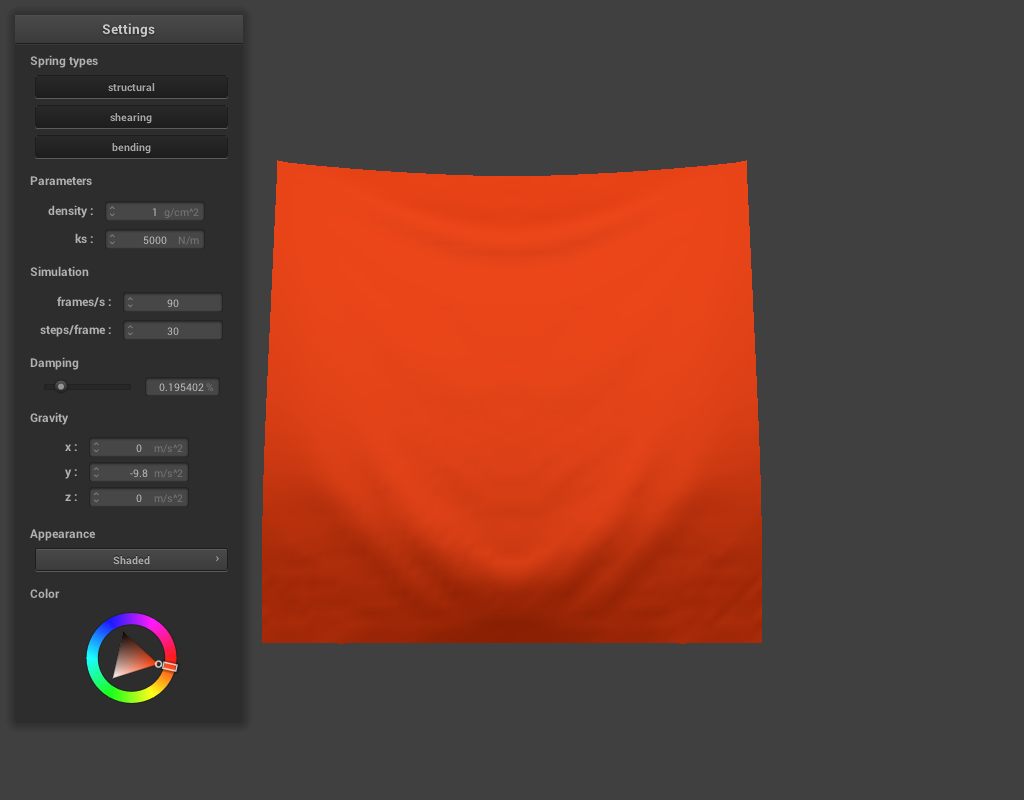 Settings
Spring types
structural
shearing
bending
Parameters
density : 1 g/cm^2
ks : 5000 N/m
Simulation
frames/s : 90
steps/frame : 30
Damping
0.195402 %
Gravity
x : 0 m/s^2
y : -9.8 m/s^2
z : 0 m/s^2
Appearance
Shaded
Color